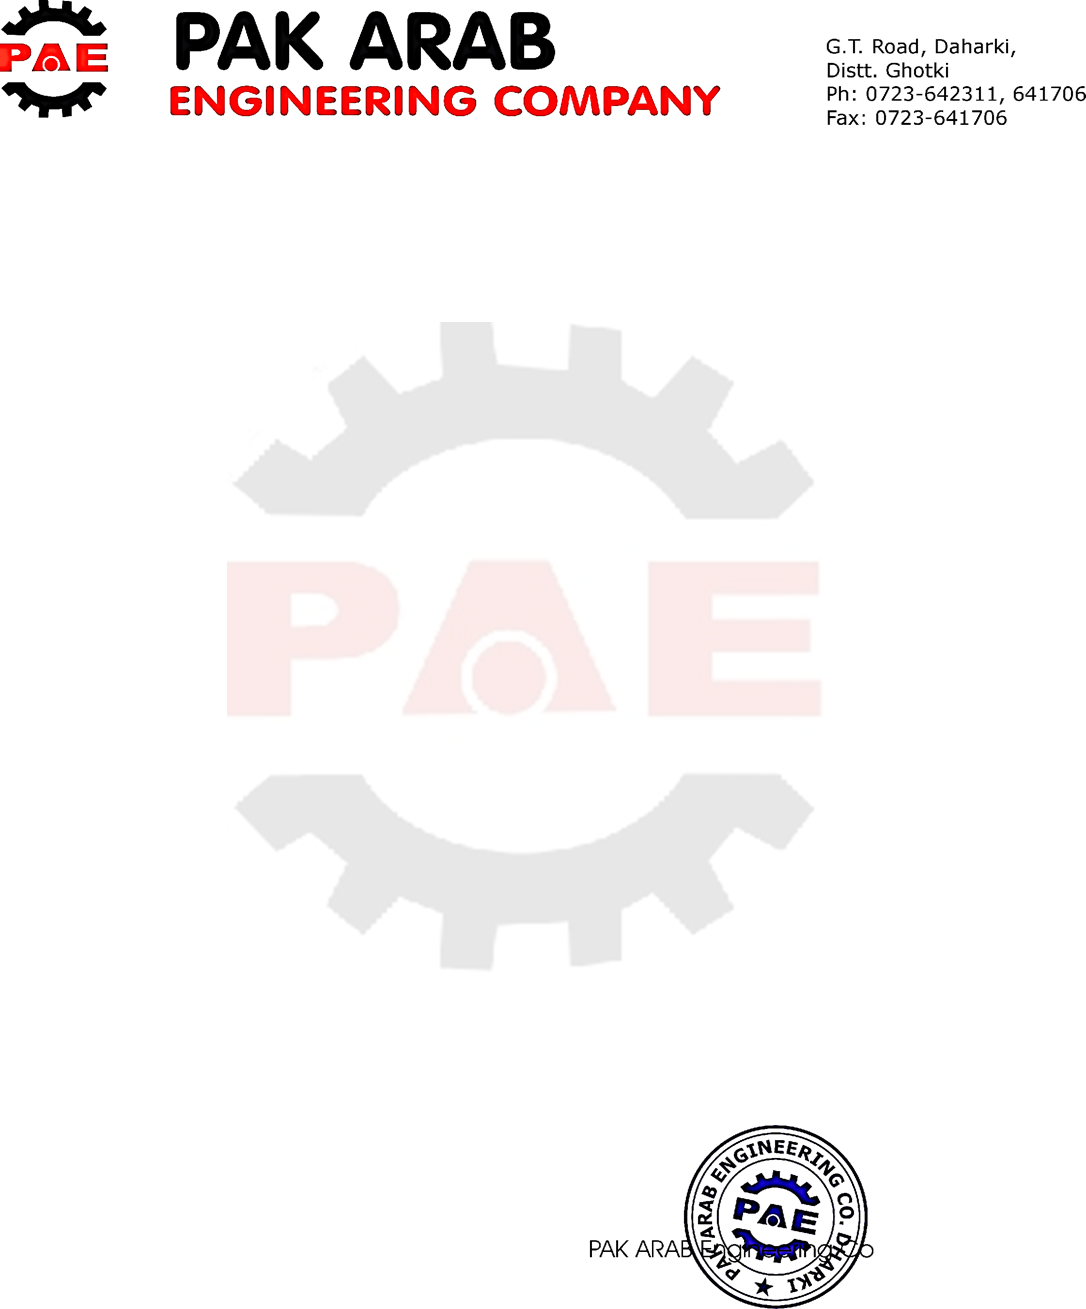 PAE
PAK ARAB
ENGINEERING COMPANY
G.T. Road, Daharki,
Distt. Ghotki
Ph: 0723-642311, 641706
Fax: 0723-641706
PAE
PAK ARAB ENGINEERING CO. DHARKI
PAE
PAK ARAB Engineering Co